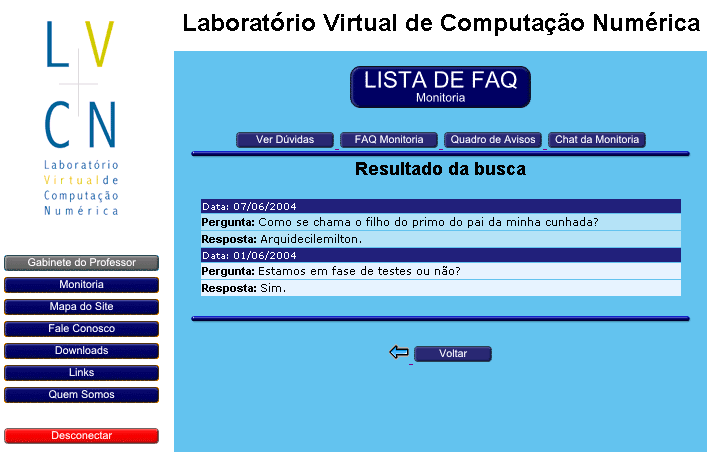 L V
C N
Laboratório
Virtual de
Computação
Numérica
Laboratório Virtual de Computação Numérica
LISTA DE FAQ
Monitoria
Ver Dúvidas FAQ Monitoria Quadro de Avisos Chat da Monitoria
Resultado da busca
Data: 07/06/2004
Pergunta: Como se chama o filho do primo do pai da minha cunhada?
Resposta: Arquidecilemilton.
Data: 01/06/2004
Pergunta: Estamos em fase de testes ou não?
Resposta: Sim.
Voltar
Gabinete do Professor
Monitoria
Mapa do Site
Fale Conosco
Downloads
Links
Quem Somos
Desconectar